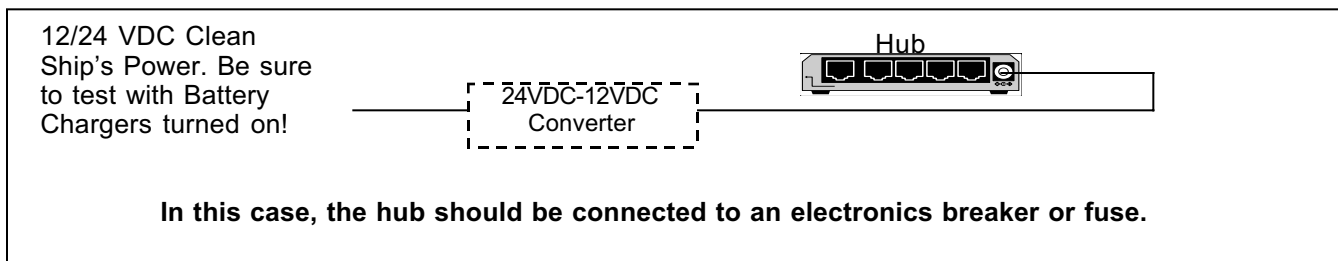 12/24 VDC Clean
Ship's Power. Be sure
to test with Battery
Chargers turned on!
24VDC-12VDC
Converter
Hub
In this case, the hub should be connected to an electronics breaker or fuse.